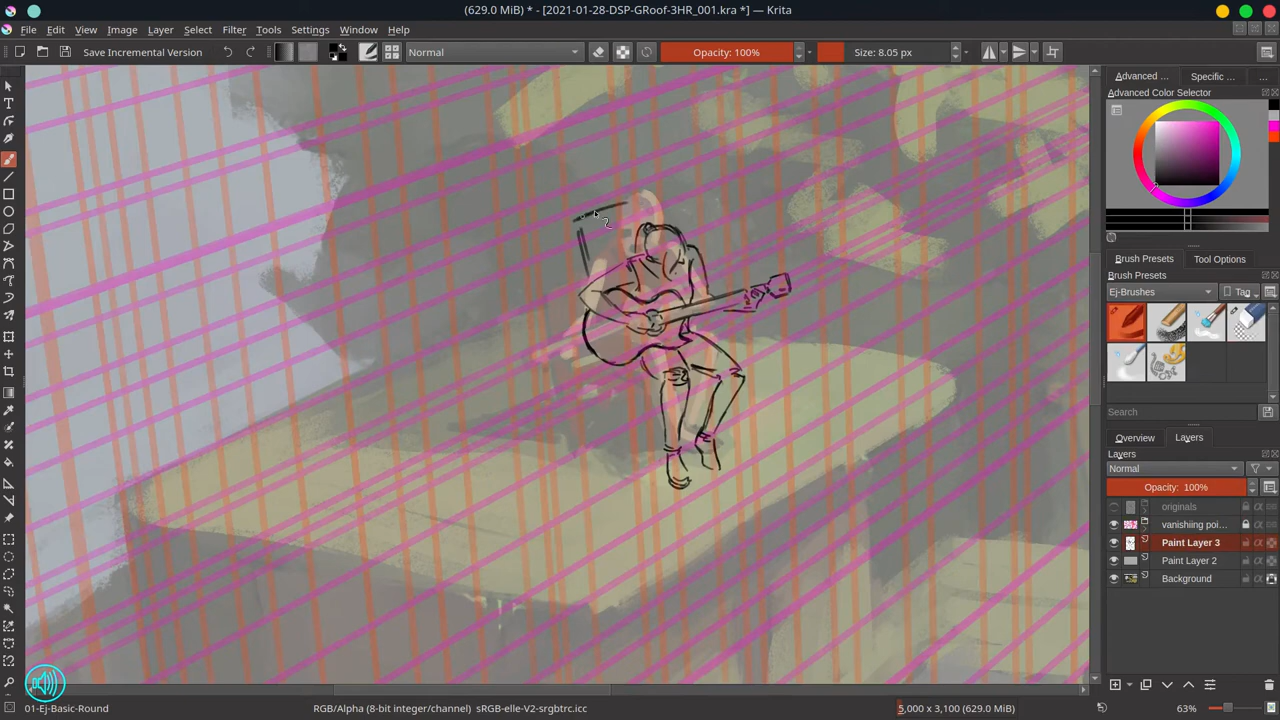 (629.0 MiB) * - [2021-01-28-DSP-GRoof-3HR_001.kra *] — Krita
File Edit View Image Layer Select Filter Tools Settings Window Help
Save Incremental Version Normal Opacity: 100% Size: 8.05 px
Advanced ... Specific ... ...
Advanced Color Selector
Brush Presets Tool Options
Brush Presets
Ej-Brushes Tag
Search
Overview Layers
Layers
Normal
Opacity: 100%
originals
vanishiing poi...
Paint Layer 3
Paint Layer 2
Background
01-Ej-Basic-Round RGB/Alpha (8-bit integer/channel) sRGB-elle-V2-srgbtrc.icc 5,000 x 3,100 (629.0 MiB) 63%